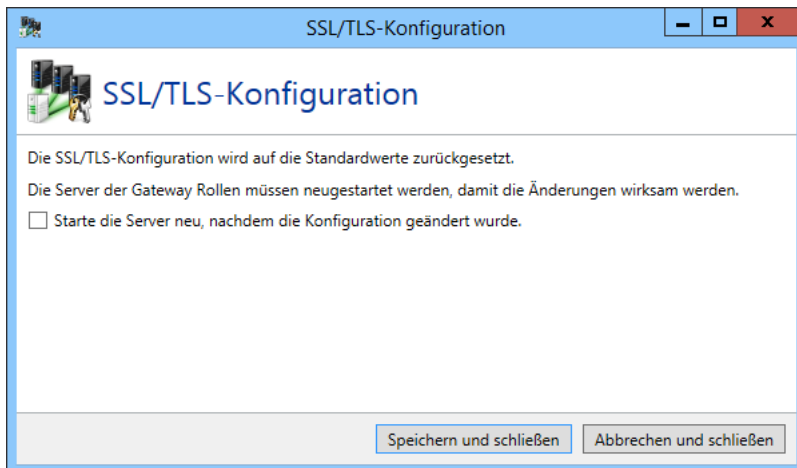 SSL/TLS-Konfiguration
SSL/TLS-Konfiguration
Die SSL/TLS-Konfiguration wird auf die Standardwerte zurückgesetzt.
Die Server der Gateway Rollen müssen neugestartet werden, damit die Änderungen wirksam werden.
Starte die Server neu, nachdem die Konfiguration geändert wurde.
Speichern und schließen Abbrechen und schließen